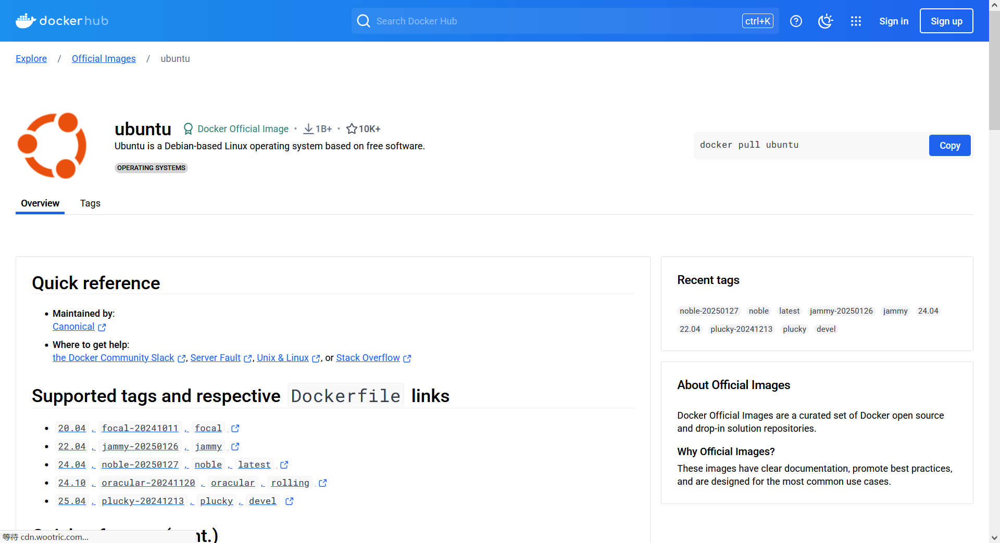 dockerhub
Search Docker Hub
ctrl+K
Sign in
Sign up
Explore / Official Images / ubuntu
ubuntu
Docker Official Image • 1B+ • 10K+
Ubuntu is a Debian-based Linux operating system based on free software.
OPERATING SYSTEMS
docker pull ubuntu
Copy
Overview
Tags
Quick reference
• Maintained by:
Canonical
• Where to get help:
the Docker Community Slack, Server Fault, Unix & Linux, or Stack Overflow
Supported tags and respective Dockerfile links
• 20.04, focal-20241011, focal
• 22.04, jammy-20250126, jammy
• 24.04, noble-20250127, noble, latest
• 24.10, oracular-20241120, oracular, rolling
• 25.04, plucky-20241213, plucky, devel
Recent tags
noble-20250127 noble latest jammy-20250126 jammy 24.04
22.04 plucky-20241213 plucky devel
About Official Images
Docker Official Images are a curated set of Docker open source
and drop-in solution repositories.
Why Official Images?
These images have clear documentation, promote best practices,
and are designed for the most common use cases.
等待 cdn.wootric.com...